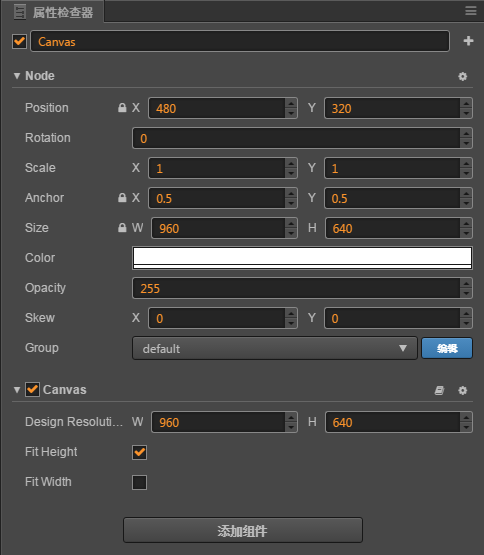 属性检查器
Canvas
Node
Position X 480 Y 320
Rotation 0
Scale X 1 Y 1
Anchor X 0.5 Y 0.5
Size W 960 H 640
Color
Opacity 255
Skew X 0 Y 0
Group default 编辑
Canvas
Design Resoluti... W 960 H 640
Fit Height
Fit Width
添加组件